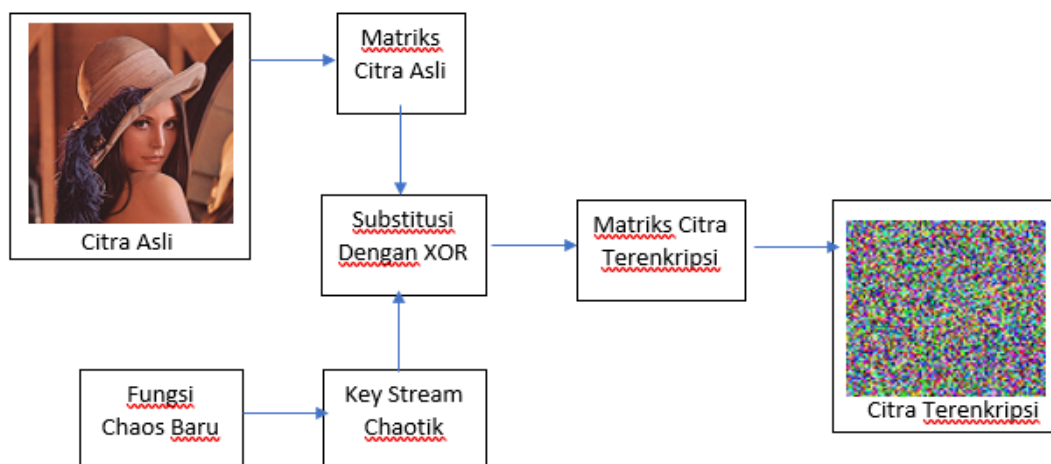 Matriks
Citra Asli
Citra Asli
Substitusi
Dengan XOR
Matriks Citra
Terenkripsi
Fungsi
Chaos Baru
Key Stream
Chaotik
Citra Terenkripsi